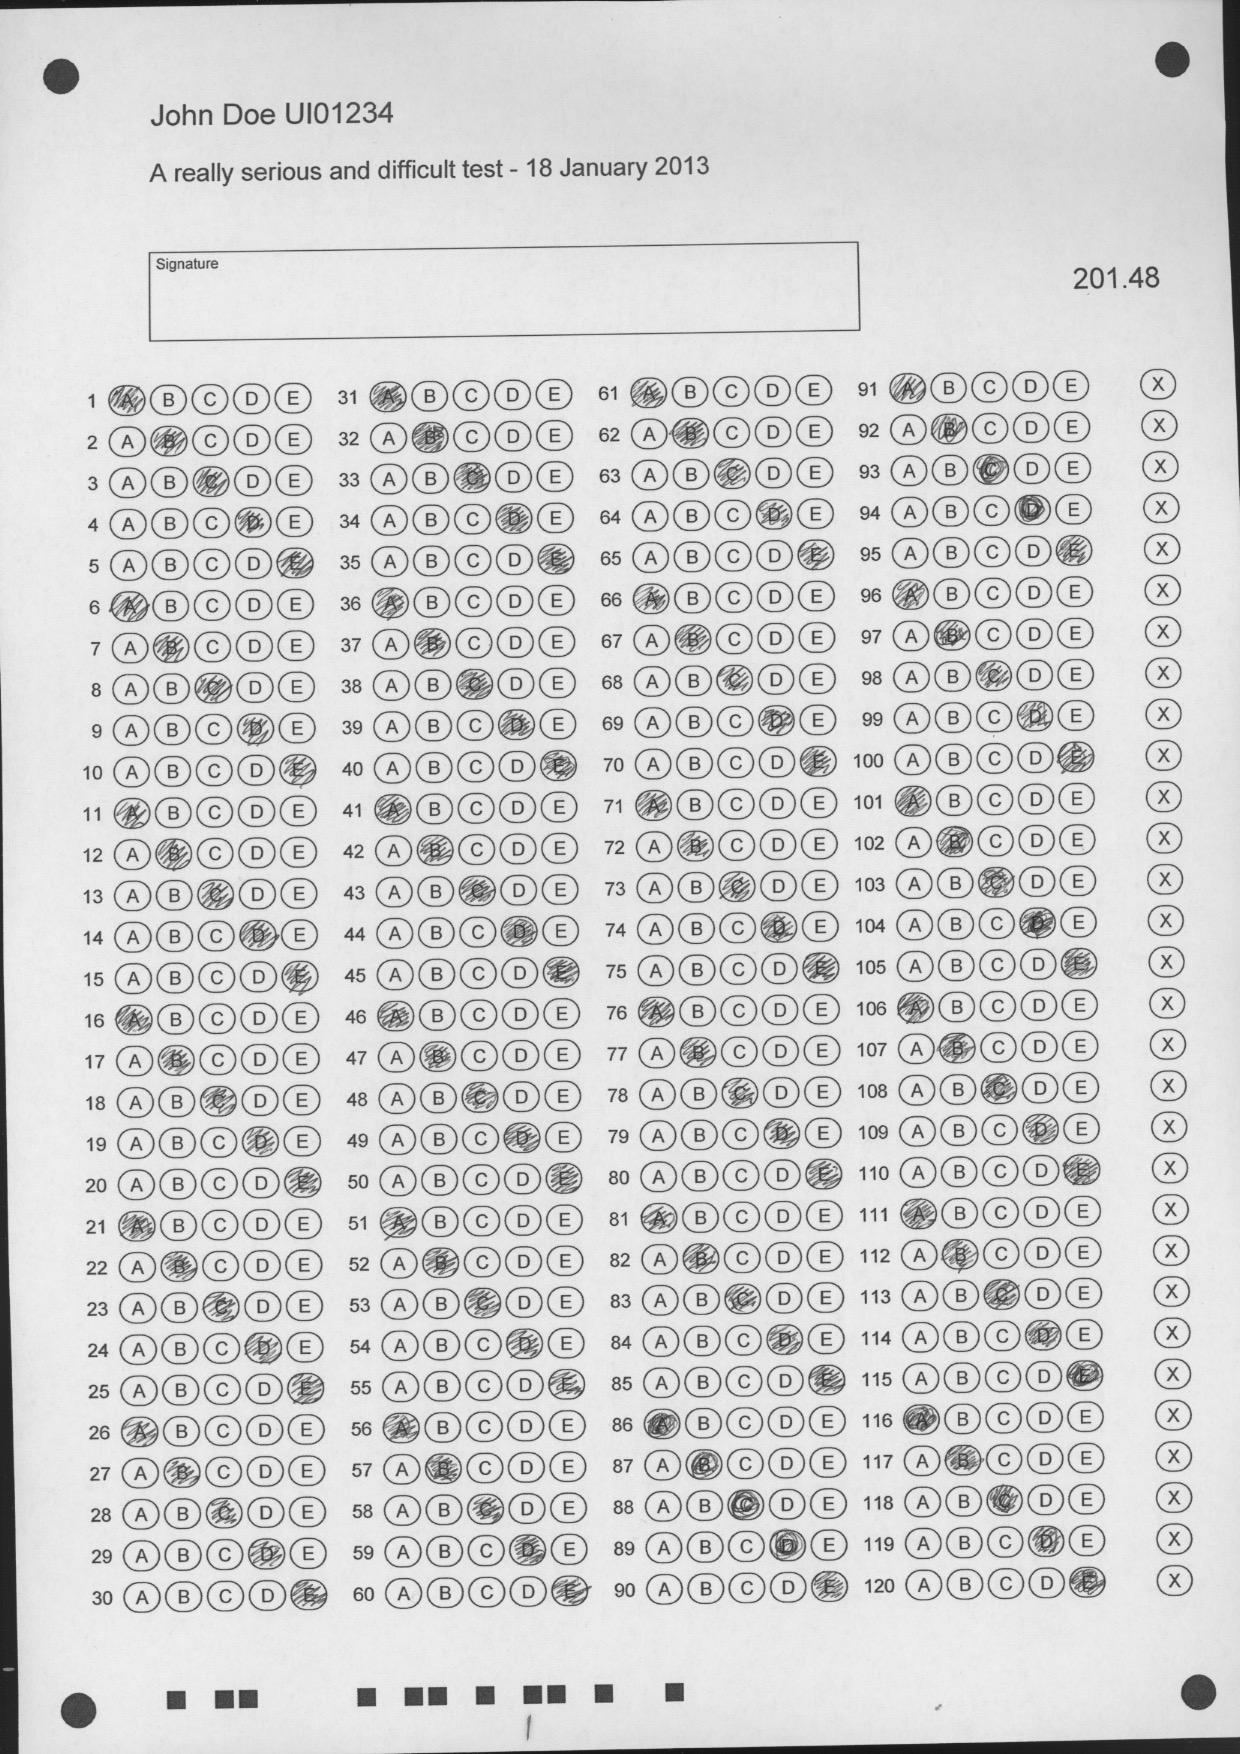 John Doe UI01234
A really serious and difficult test - 18 January 2013
Signature
201.48
1 A B C D E 31 A B C D E 61 A B C D E 91 A B C D E X
2 A B C D E 32 A B C D E 62 A B C D E 92 A B C D E X
3 A B C D E 33 A B C D E 63 A B C D E 93 A B C D E X
4 A B C D E 34 A B C D E 64 A B C D E 94 A B C D E X
5 A B C D E 35 A B C D E 65 A B C D E 95 A B C D E X
6 A B C D E 36 A B C D E 66 A B C D E 96 A B C D E X
7 A B C D E 37 A B C D E 67 A B C D E 97 A B C D E X
8 A B C D E 38 A B C D E 68 A B C D E 98 A B C D E X
9 A B C D E 39 A B C D E 69 A B C D E 99 A B C D E X
10 A B C D E 40 A B C D E 70 A B C D E 100 A B C D E X
11 A B C D E 41 A B C D E 71 A B C D E 101 A B C D E X
12 A B C D E 42 A B C D E 72 A B C D E 102 A B C D E X
13 A B C D E 43 A B C D E 73 A B C D E 103 A B C D E X
14 A B C D E 44 A B C D E 74 A B C D E 104 A B C D E X
15 A B C D E 45 A B C D E 75 A B C D E 105 A B C D E X
16 A B C D E 46 A B C D E 76 A B C D E 106 A B C D E X
17 A B C D E 47 A B C D E 77 A B C D E 107 A B C D E X
18 A B C D E 48 A B C D E 78 A B C D E 108 A B C D E X
19 A B C D E 49 A B C D E 79 A B C D E 109 A B C D E X
20 A B C D E 50 A B C D E 80 A B C D E 110 A B C D E X
21 A B C D E 51 A B C D E 81 A B C D E 111 A B C D E X
22 A B C D E 52 A B C D E 82 A B C D E 112 A B C D E X
23 A B C D E 53 A B C D E 83 A B C D E 113 A B C D E X
24 A B C D E 54 A B C D E 84 A B C D E 114 A B C D E X
25 A B C D E 55 A B C D E 85 A B C D E 115 A B C D E X
26 A B C D E 56 A B C D E 86 A B C D E 116 A B C D E X
27 A B C D E 57 A B C D E 87 A B C D E 117 A B C D E X
28 A B C D E 58 A B C D E 88 A B C D E 118 A B C D E X
29 A B C D E 59 A B C D E 89 A B C D E 119 A B C D E X
30 A B C D E 60 A B C D E 90 A B C D E 120 A B C D E X